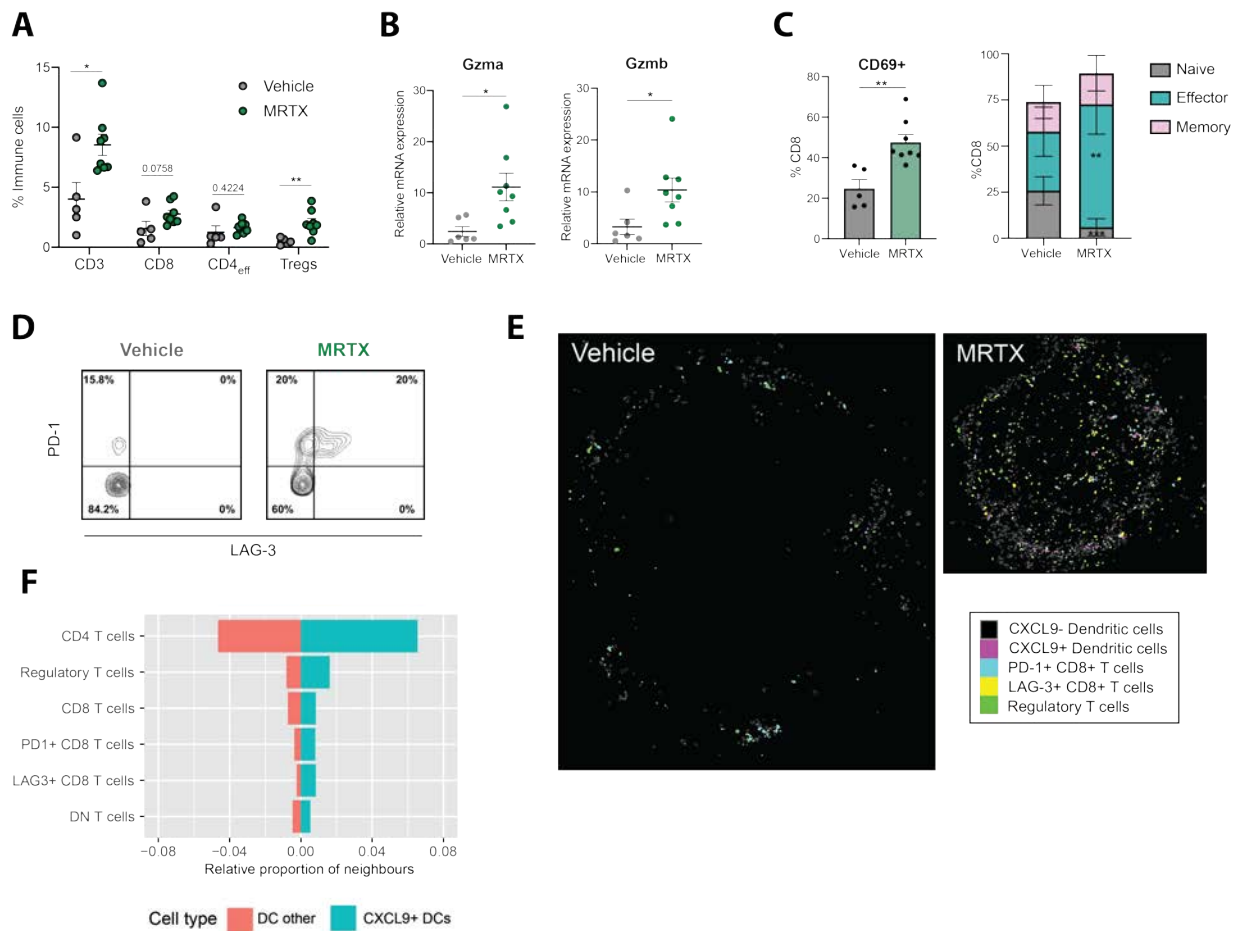 A
15
10
5
0
% Immune cells
*
0.0758
0.4224
**
Vehicle
MRTX
CD3
CD8
CD4eff
Tregs
B
Gzma
Relative mRNA expression
30
20
10
0
*
Vehicle MRTX
Gzmb
Relative mRNA expression
30
20
10
0
*
Vehicle MRTX
C
CD69+
% CD8
80
60
40
20
0
**
Vehicle MRTX
%CD8
100
75
50
25
0
**
***
Vehicle MRTX
Naive
Effector
Memory
D
Vehicle
MRTX
PD-1
15.8% 0%
84.2% 0%
20% 20%
60% 0%
LAG-3
E
Vehicle
MRTX
CXCL9- Dendritic cells
CXCL9+ Dendritic cells
PD-1+ CD8+ T cells
LAG-3+ CD8+ T cells
Regulatory T cells
F
CD4 T cells
Regulatory T cells
CD8 T cells
PD1+ CD8 T cells
LAG3+ CD8 T cells
DN T cells
−0.08 −0.04 0.00 0.04 0.08
Relative proportion of neighbours
Cell type DC other CXCL9+ DCs